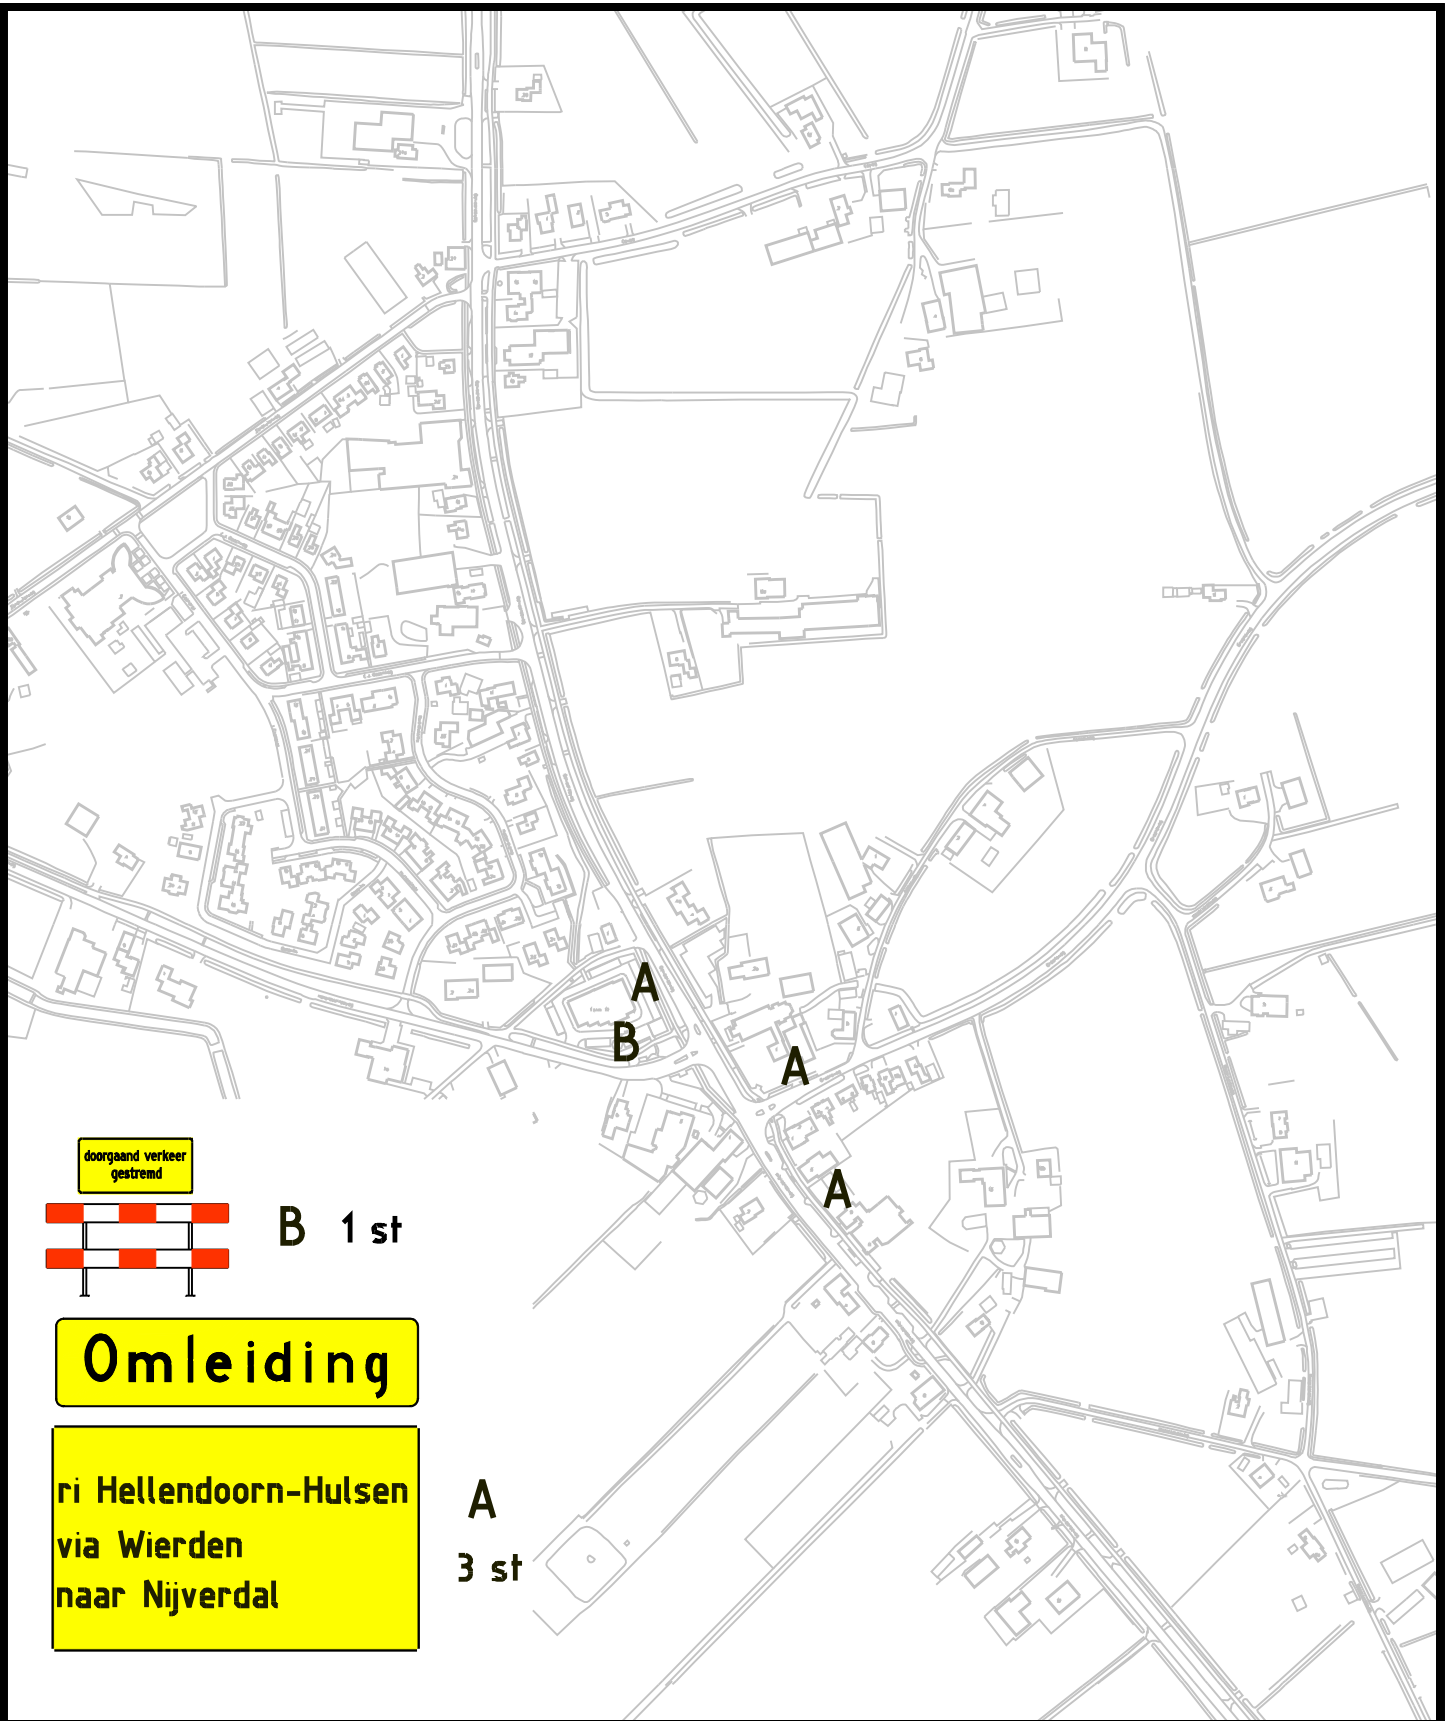 A
B
A
A
doorgaand verkeer
gestremd
B 1 st
Omleiding
ri Hellendoorn-Hulsen
via Wierden
naar Nijverdal
A
3 st